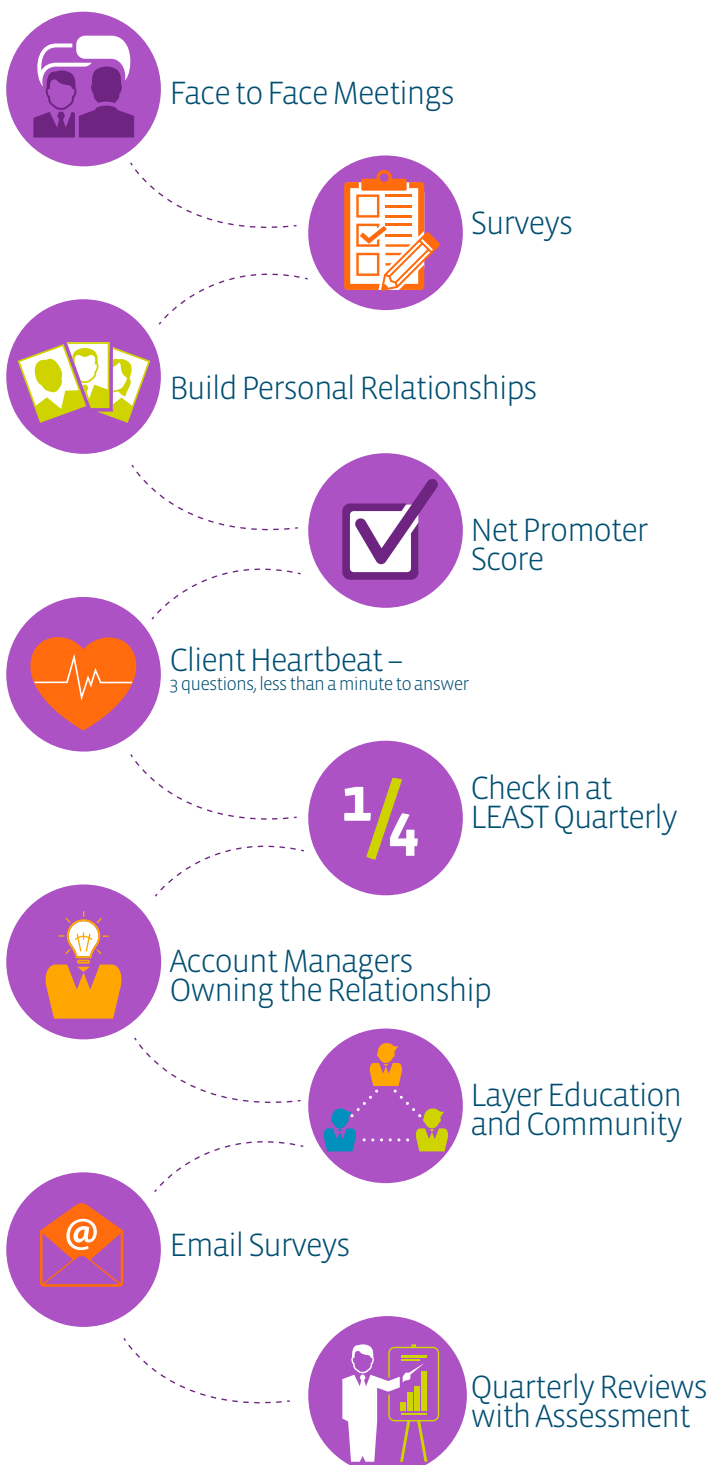 Face to Face Meetings
Surveys
Build Personal Relationships
Net Promoter
Score
Client Heartbeat –
3 questions, less than a minute to answer
1/4
Check in at
LEAST Quarterly
Account Managers
Owning the Relationship
Layer Education
and Community
@
Email Surveys
Quarterly Reviews
with Assessment